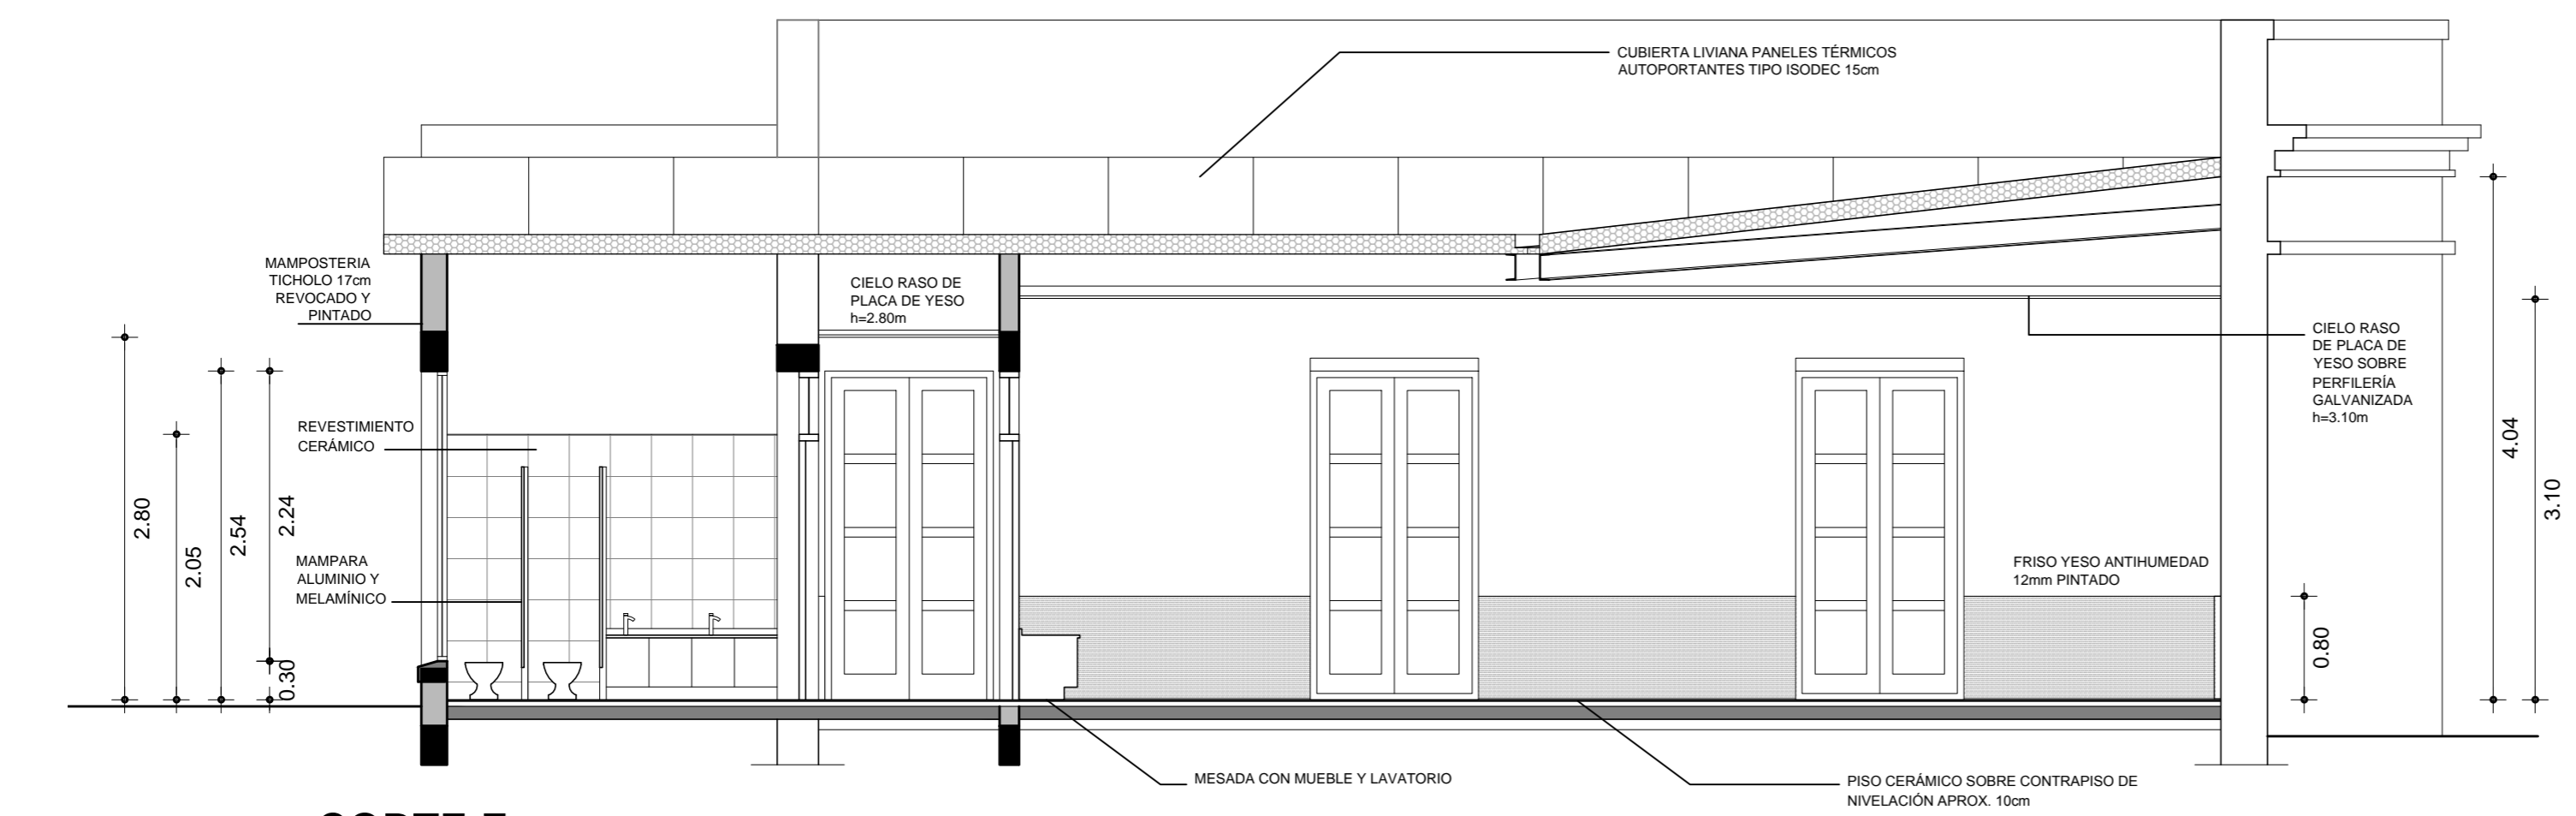 CUBIERTA LIVIANA PANELES TÉRMICOS
AUTOPORTANTES TIPO ISODEC 15cm
MAMPOSTERIA
TICHOLO 17cm
REVOCADO Y
PINTADO
CIELO RASO DE
PLACA DE YESO
h=2.80m
CIELO RASO
DE PLACA DE
YESO SOBRE
PERFILERÍA
GALVANIZADA
h=3.10m
REVESTIMIENTO
CERÁMICO
MAMPARA
ALUMINIO Y
MELAMÍNICO
FRISO YESO ANTIHUMEDAD
12mm PINTADO
2.80
2.05
2.54
2.24
0.30
0.80
4.04
3.10
MESADA CON MUEBLE Y LAVATORIO
PISO CERÁMICO SOBRE CONTRAPISO DE
NIVELACIÓN APROX. 10cm
CORTE